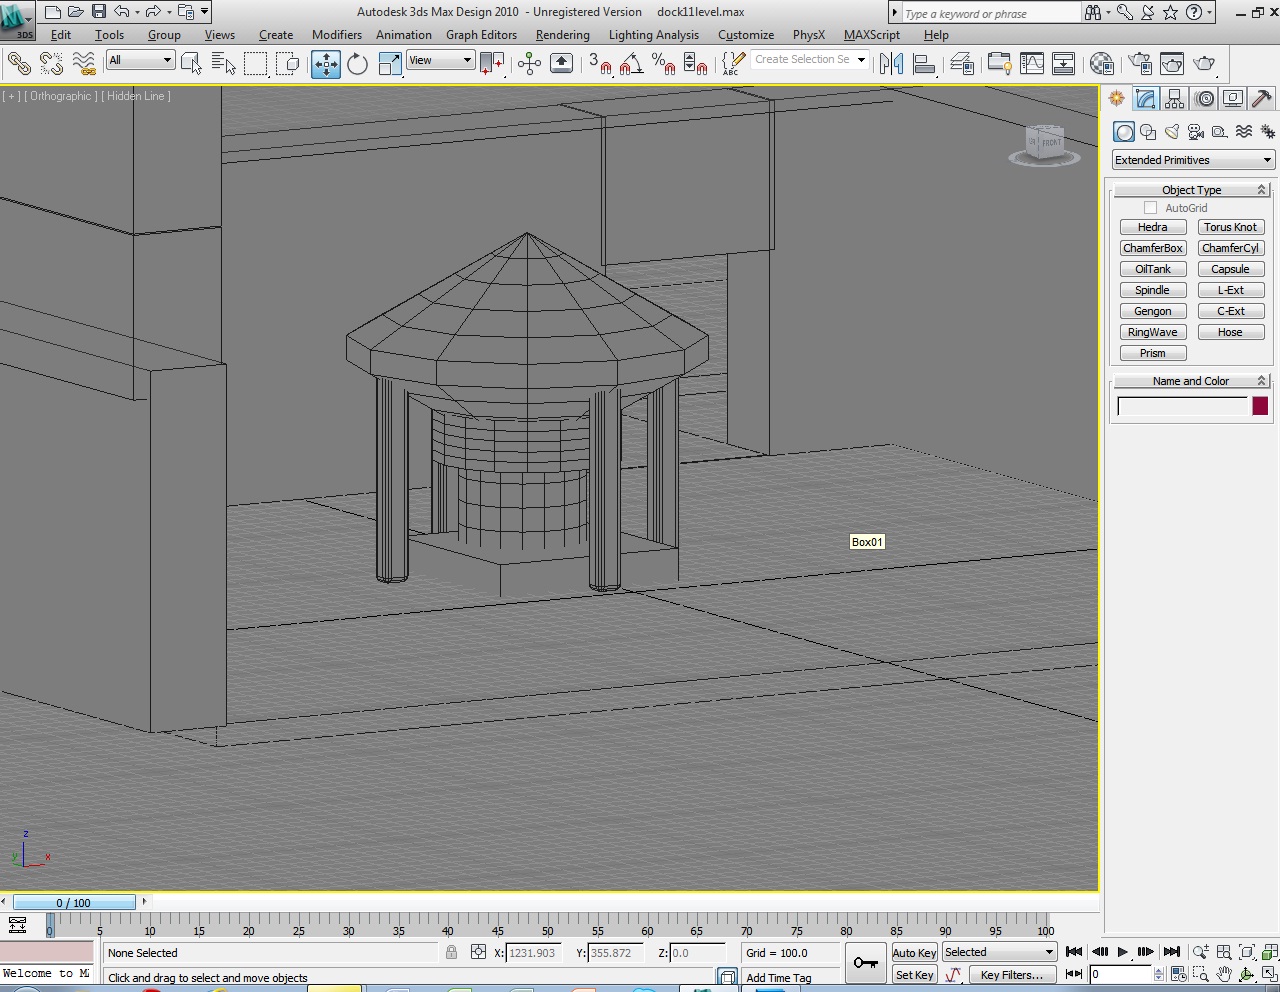 Autodesk 3ds Max Design 2010 - Unregistered Version dock11level.max
Type a keyword or phrase
3DS
Edit Tools Group Views Create Modifiers Animation Graph Editors Rendering Lighting Analysis Customize PhysX MAXScript Help
All View 3 ABC Create Selection Se
[ + ] [ Orthographic ] [ Hidden Line ]
FRONT
Extended Primitives
Object Type
AutoGrid
Hedra Torus Knot
ChamferBox ChamferCyl
OilTank Capsule
Spindle L-Ext
Gengon C-Ext
RingWave Hose
Prism
Name and Color
Box01
z
y x
0 / 100
0 5 10 15 20 25 30 35 40 45 50 55 60 65 70 75 80 85 90 95 100
None Selected X: 1231.903 Y: 355.872 Z: 0.0 Grid = 100.0 Auto Key Selected
Welcome to Click and drag to select and move objects Add Time Tag Set Key Key Filters... 0